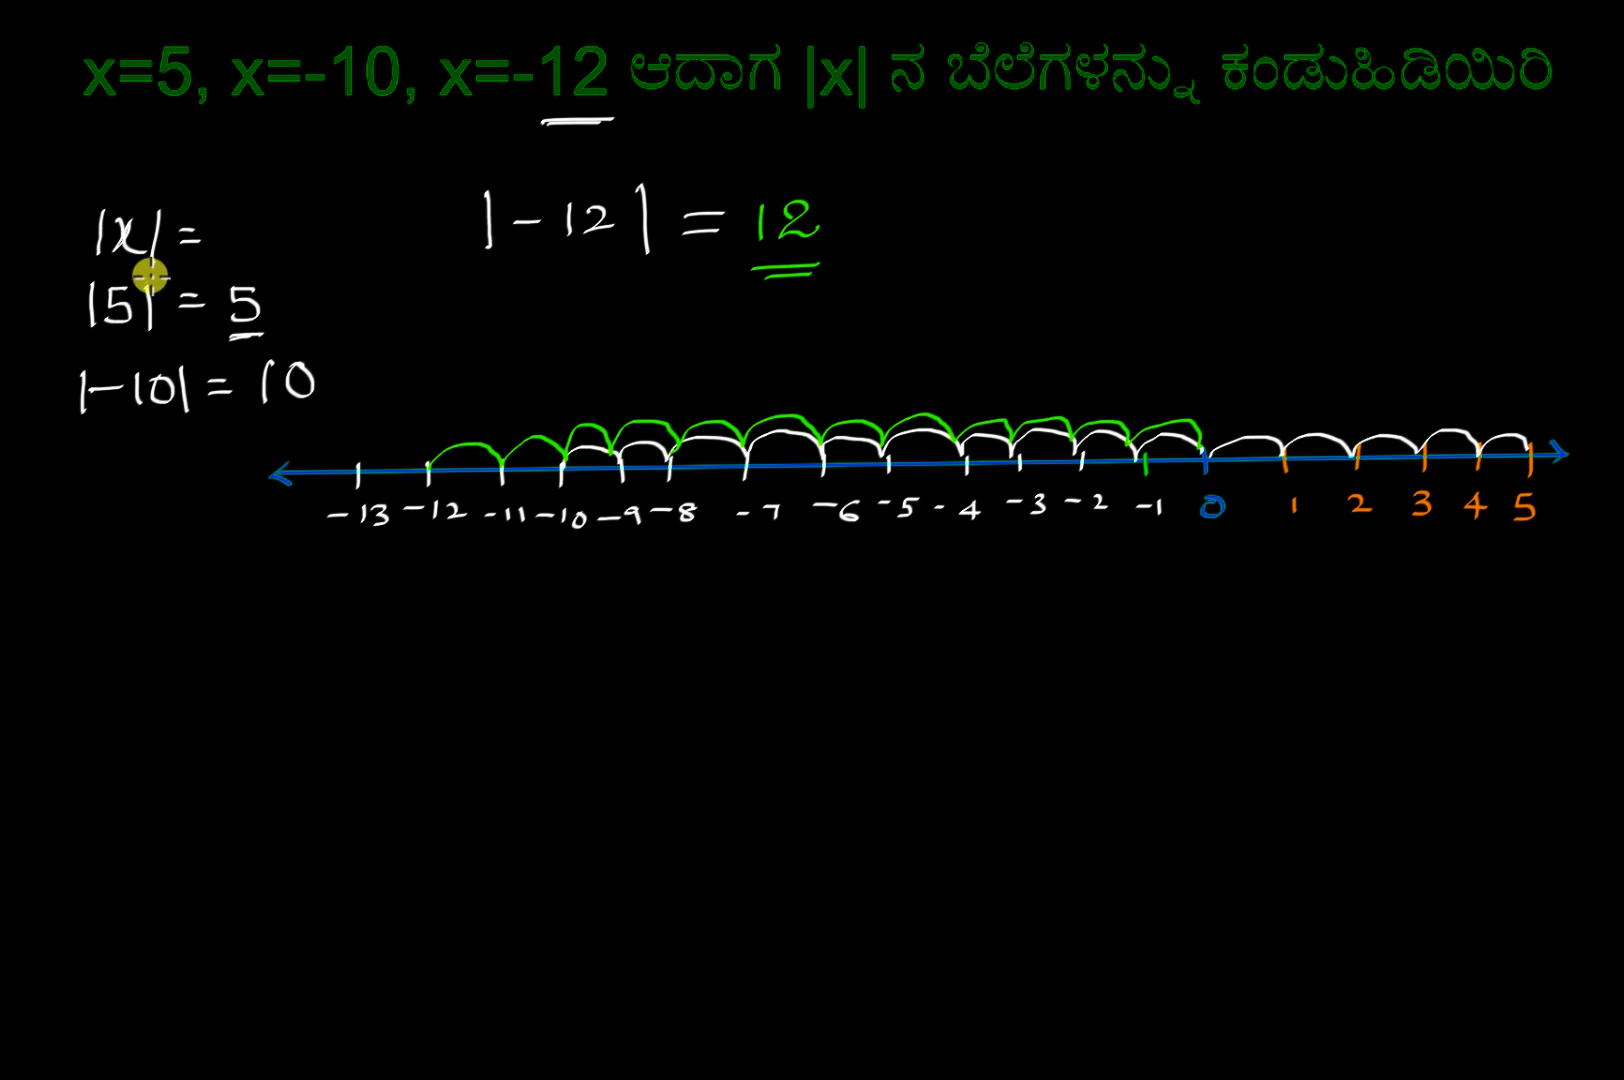 x=5, x=-10, x=-12 ಆದಾಗ |x| ನ ಬೆಲೆಗಳನ್ನು ಕಂಡುಹಿಡಿಯಿರಿ
|x| =
|-12| = 12
|5| = 5
|-10| = 10
-13 -12 -11 -10 -9 -8 -7 -6 -5 -4 -3 -2 -1 0 1 2 3 4 5